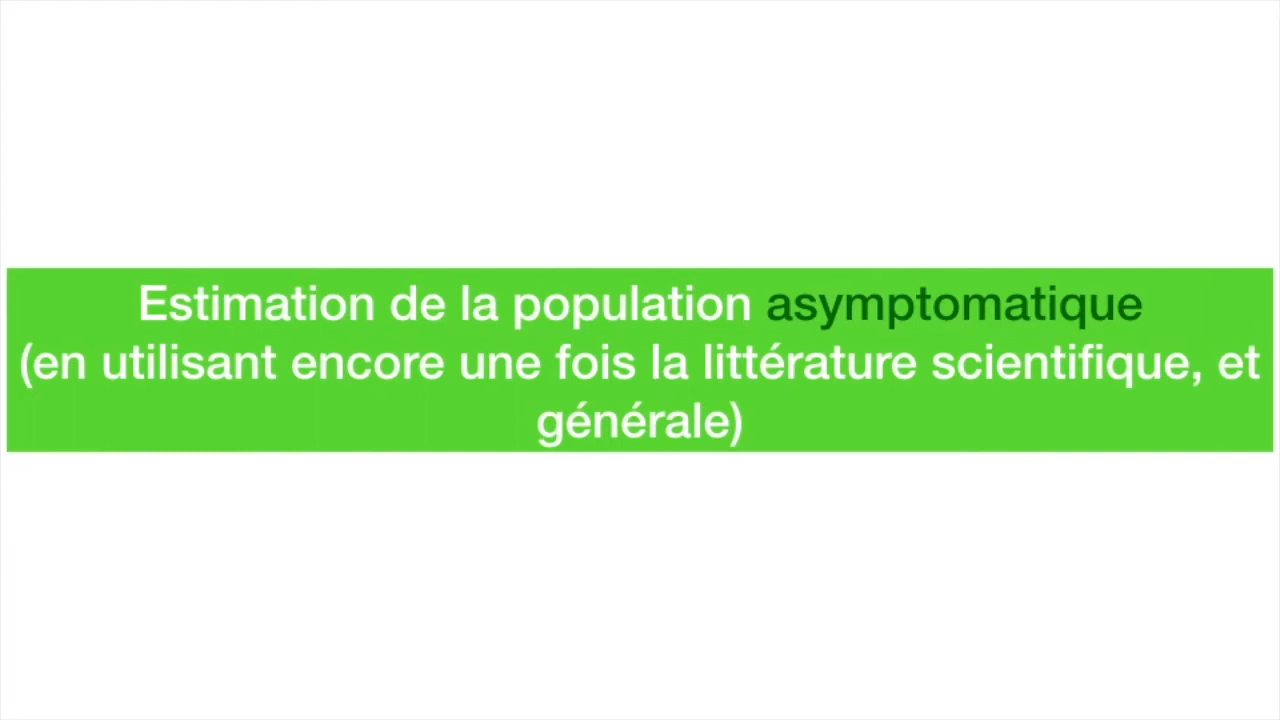 Estimation de la population asymptomatique
(en utilisant encore une fois la littérature scientifique, et
générale)